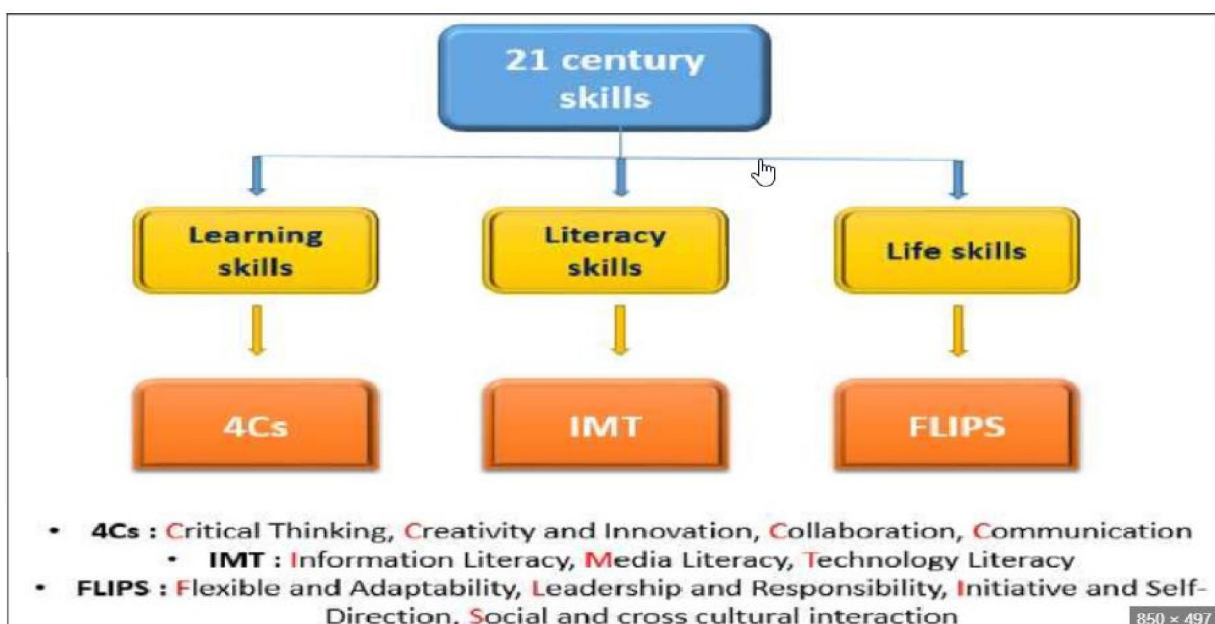 21 century
skills
Learning
skills
Literacy
skills
Life skills
4Cs
IMT
FLIPS
• 4Cs : Critical Thinking, Creativity and Innovation, Collaboration, Communication
• IMT : Information Literacy, Media Literacy, Technology Literacy
• FLIPS : Flexible and Adaptability, Leadership and Responsibility, Initiative and Self-
Direction, Social and cross cultural interaction
850 × 497